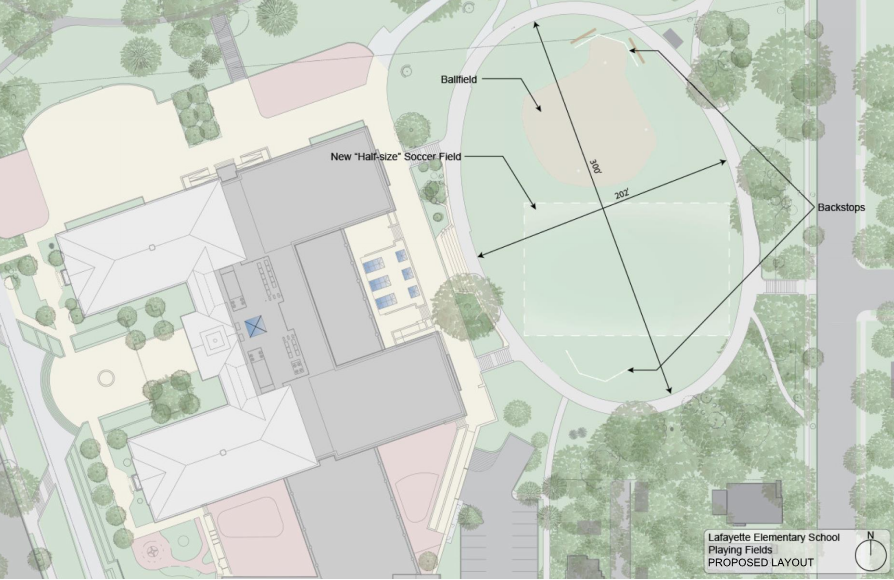 Ballfield
New "Half-size" Soccer Field
300'
202'
Backstops
Lafayette Elementary School
Playing Fields
PROPOSED LAYOUT
N